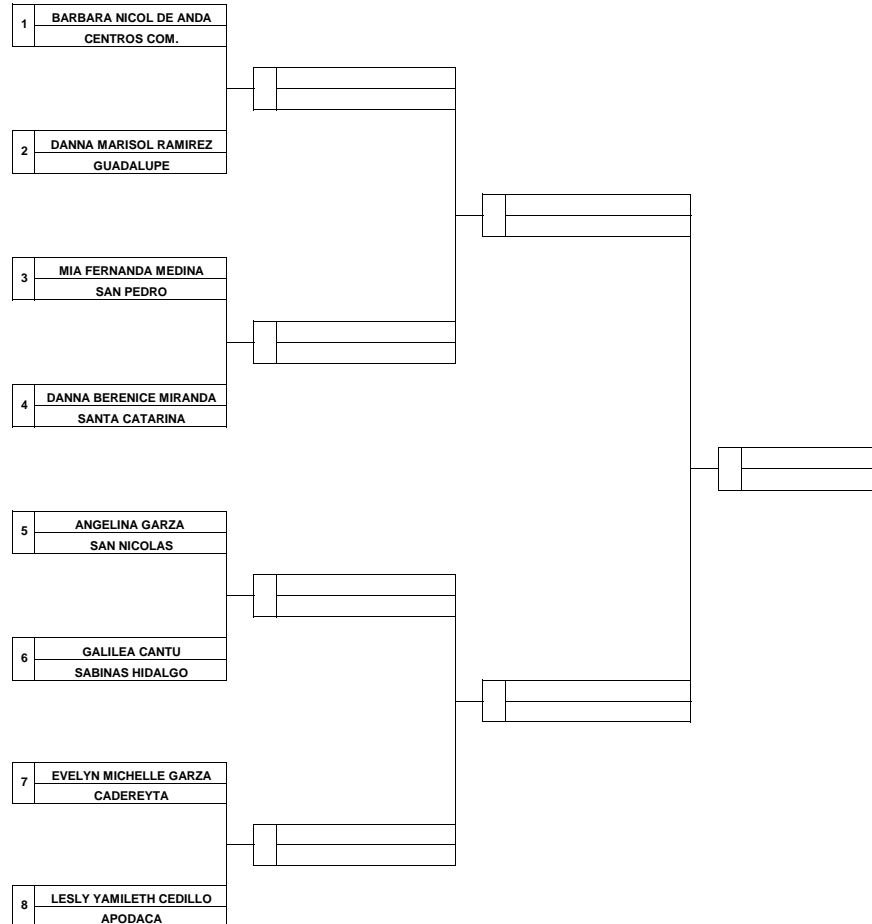 1
BARBARA NICOL DE ANDA
CENTROS COM.
2
DANNA MARISOL RAMIREZ
GUADALUPE
3
MIA FERNANDA MEDINA
SAN PEDRO
4
DANNA BERENICE MIRANDA
SANTA CATARINA
5
ANGELINA GARZA
SAN NICOLAS
6
GALILEA CANTU
SABINAS HIDALGO
7
EVELYN MICHELLE GARZA
CADEREYTA
8
LESLY YAMILETH CEDILLO
APODACA